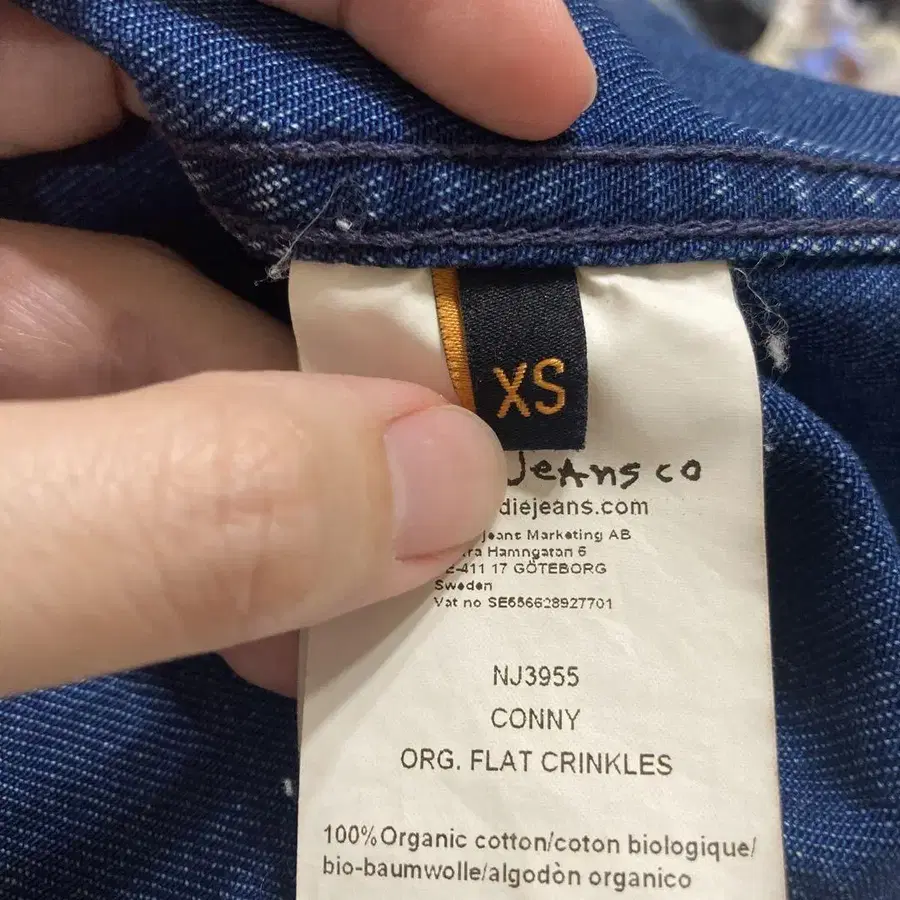 XS
Jeans co
diejeans.com
jeans Marketing AB
ra Hamngatan 6
E-411 17 GÖTEBORG
Sweden
Vat no SE556628927701
NJ3955
CONNY
ORG. FLAT CRINKLES
100%Organic cotton/coton biologique/
bio-baumwolle/algodòn organico